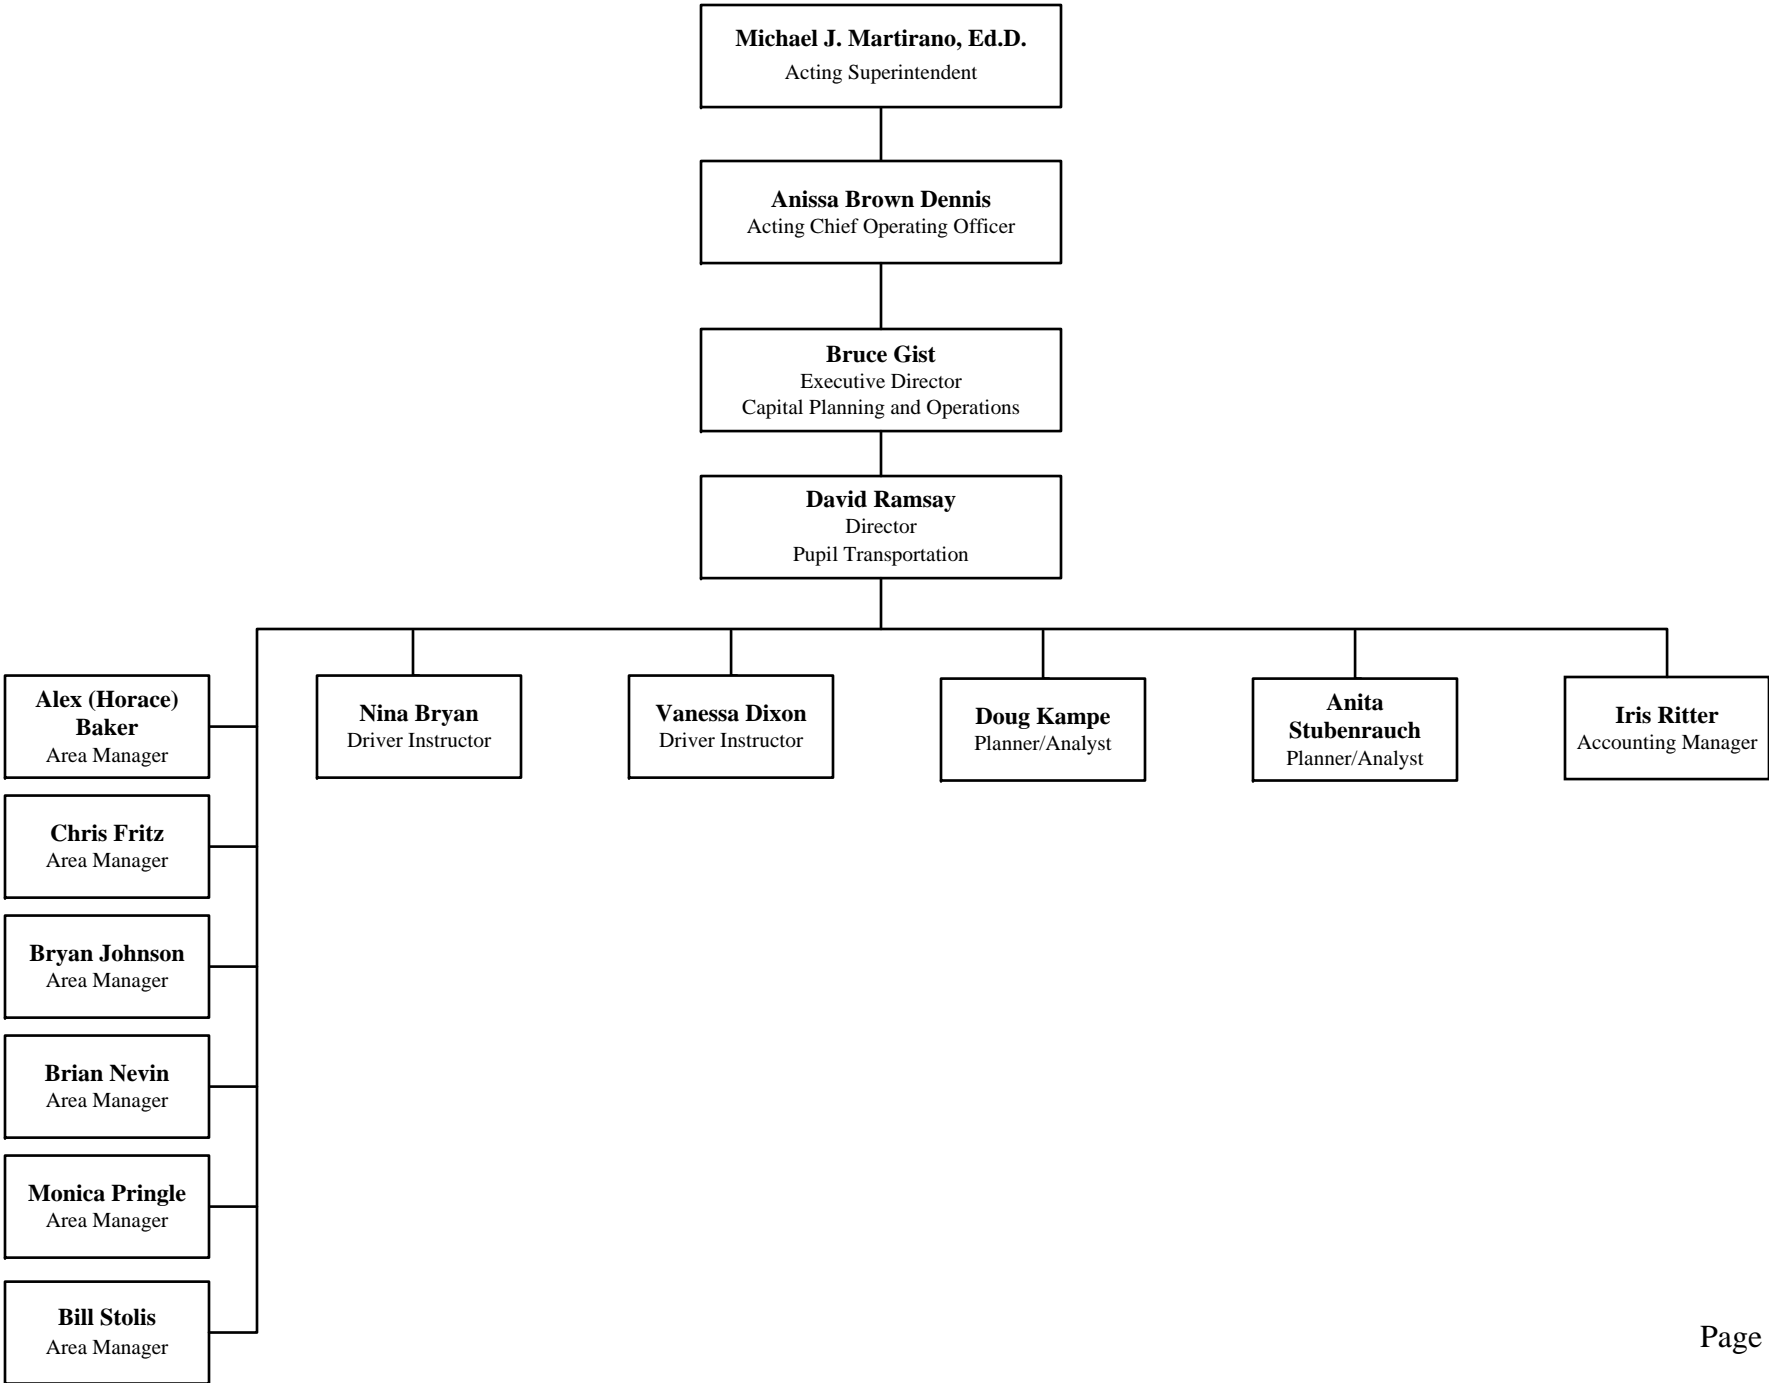 Michael J. Martirano, Ed.D.
Acting Superintendent
Anissa Brown Dennis
Acting Chief Operating Officer
Bruce Gist
Executive Director
Capital Planning and Operations
David Ramsay
Director
Pupil Transportation
Alex (Horace)
Baker
Area Manager
Nina Bryan
Driver Instructor
Vanessa Dixon
Driver Instructor
Doug Kampe
Planner/Analyst
Anita
Stubenrauch
Planner/Analyst
Iris Ritter
Accounting Manager
Chris Fritz
Area Manager
Bryan Johnson
Area Manager
Brian Nevin
Area Manager
Monica Pringle
Area Manager
Bill Stolis
Area Manager
Page